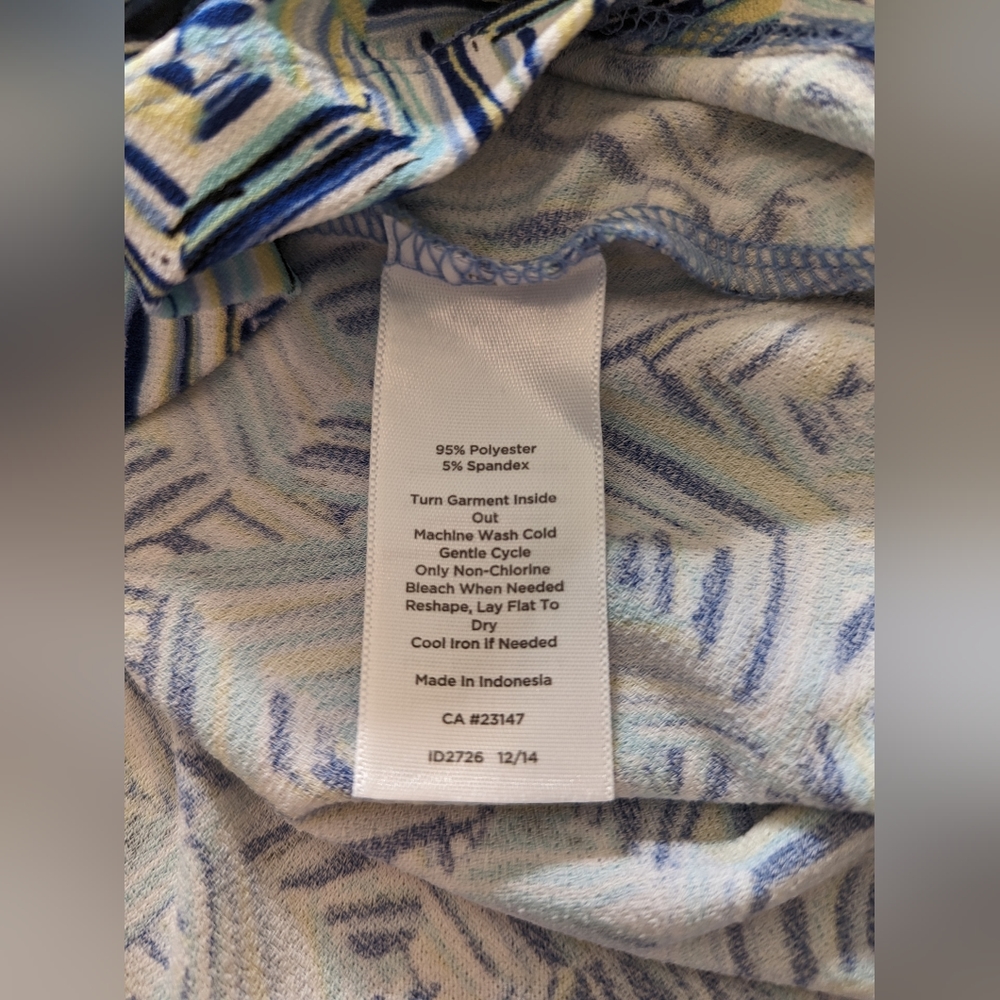 95% Polyester
5% Spandex
Turn Garment Inside
Out
Machine Wash Cold
Gentle Cycle
Only Non-Chlorine
Bleach When Needed
Reshape, Lay Flat To
Dry
Cool Iron if Needed
Made In Indonesia
CA #23147
ID2726 12/14